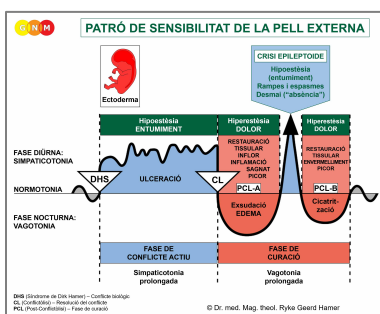 GNM
PATRÓ DE SENSIBILITAT DE LA PELL EXTERNA
Ectoderma
CRISI EPILEPTOIDE
Hipoestèsia
(entumiment)
Rampes i espasmes
Desmai ("absència")
Hipoestèsia
ENTUMIMENT
Hiperestèsia
DOLOR
Hiperestèsia
DOLOR
FASE DIÜRNA:
SIMPATICOTONIA
RESTAURACIÓ
TISSULAR
INFLOR
INFLAMACIÓ
SAGNAT
PICOR
RESTAURACIÓ
TISSULAR
ENVERMELLIMENT
PICOR
DHS
ULCERACIÓ
CL
PCL-A
PCL-B
NORMOTONIA
FASE NOCTURNA:
VAGOTONIA
Exsudació
EDEMA
Cicatrit-
zació
FASE DE
CONFLICTE ACTIU
FASE DE
CURACIÓ
Simpaticotonia
prolongada
Vagotonia
prolongada
DHS (Síndrome de Dirk Hamer) – Conflicte biològic
CL (Conflictòlisi) – Resolució del conflicte
PCL (Post-Conflictòlisi) – Fase de curació
© Dr. med. Mag. theol. Ryke Geerd Hamer